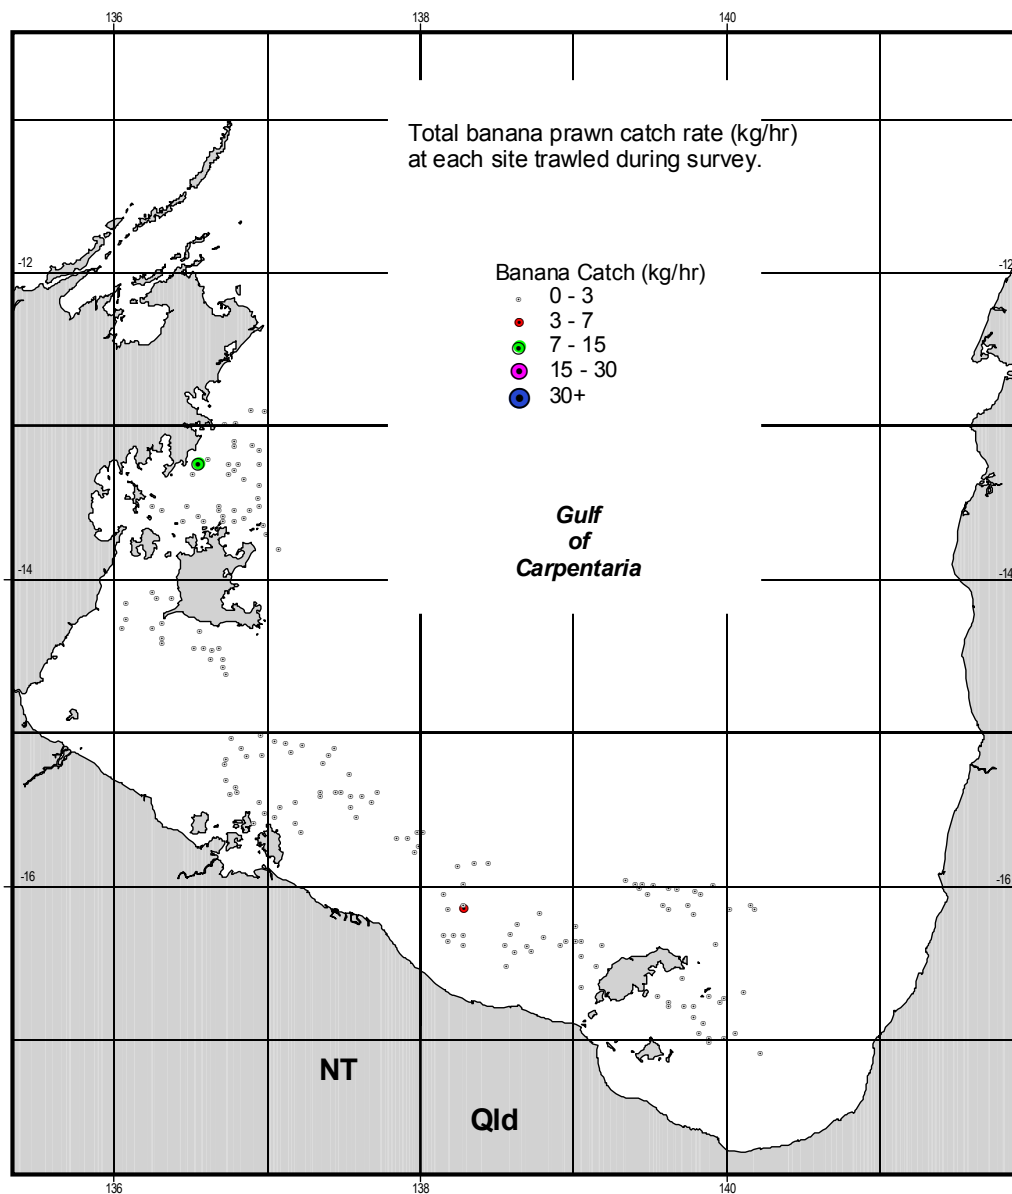 136
138
140
Total banana prawn catch rate (kg/hr)
at each site trawled during survey.
-12
-12
Banana Catch (kg/hr)
0 - 3
3 - 7
7 - 15
15 - 30
30+
Gulf
of
Carpentaria
-14
-14
-16
-16
NT
Qld
136
138
140